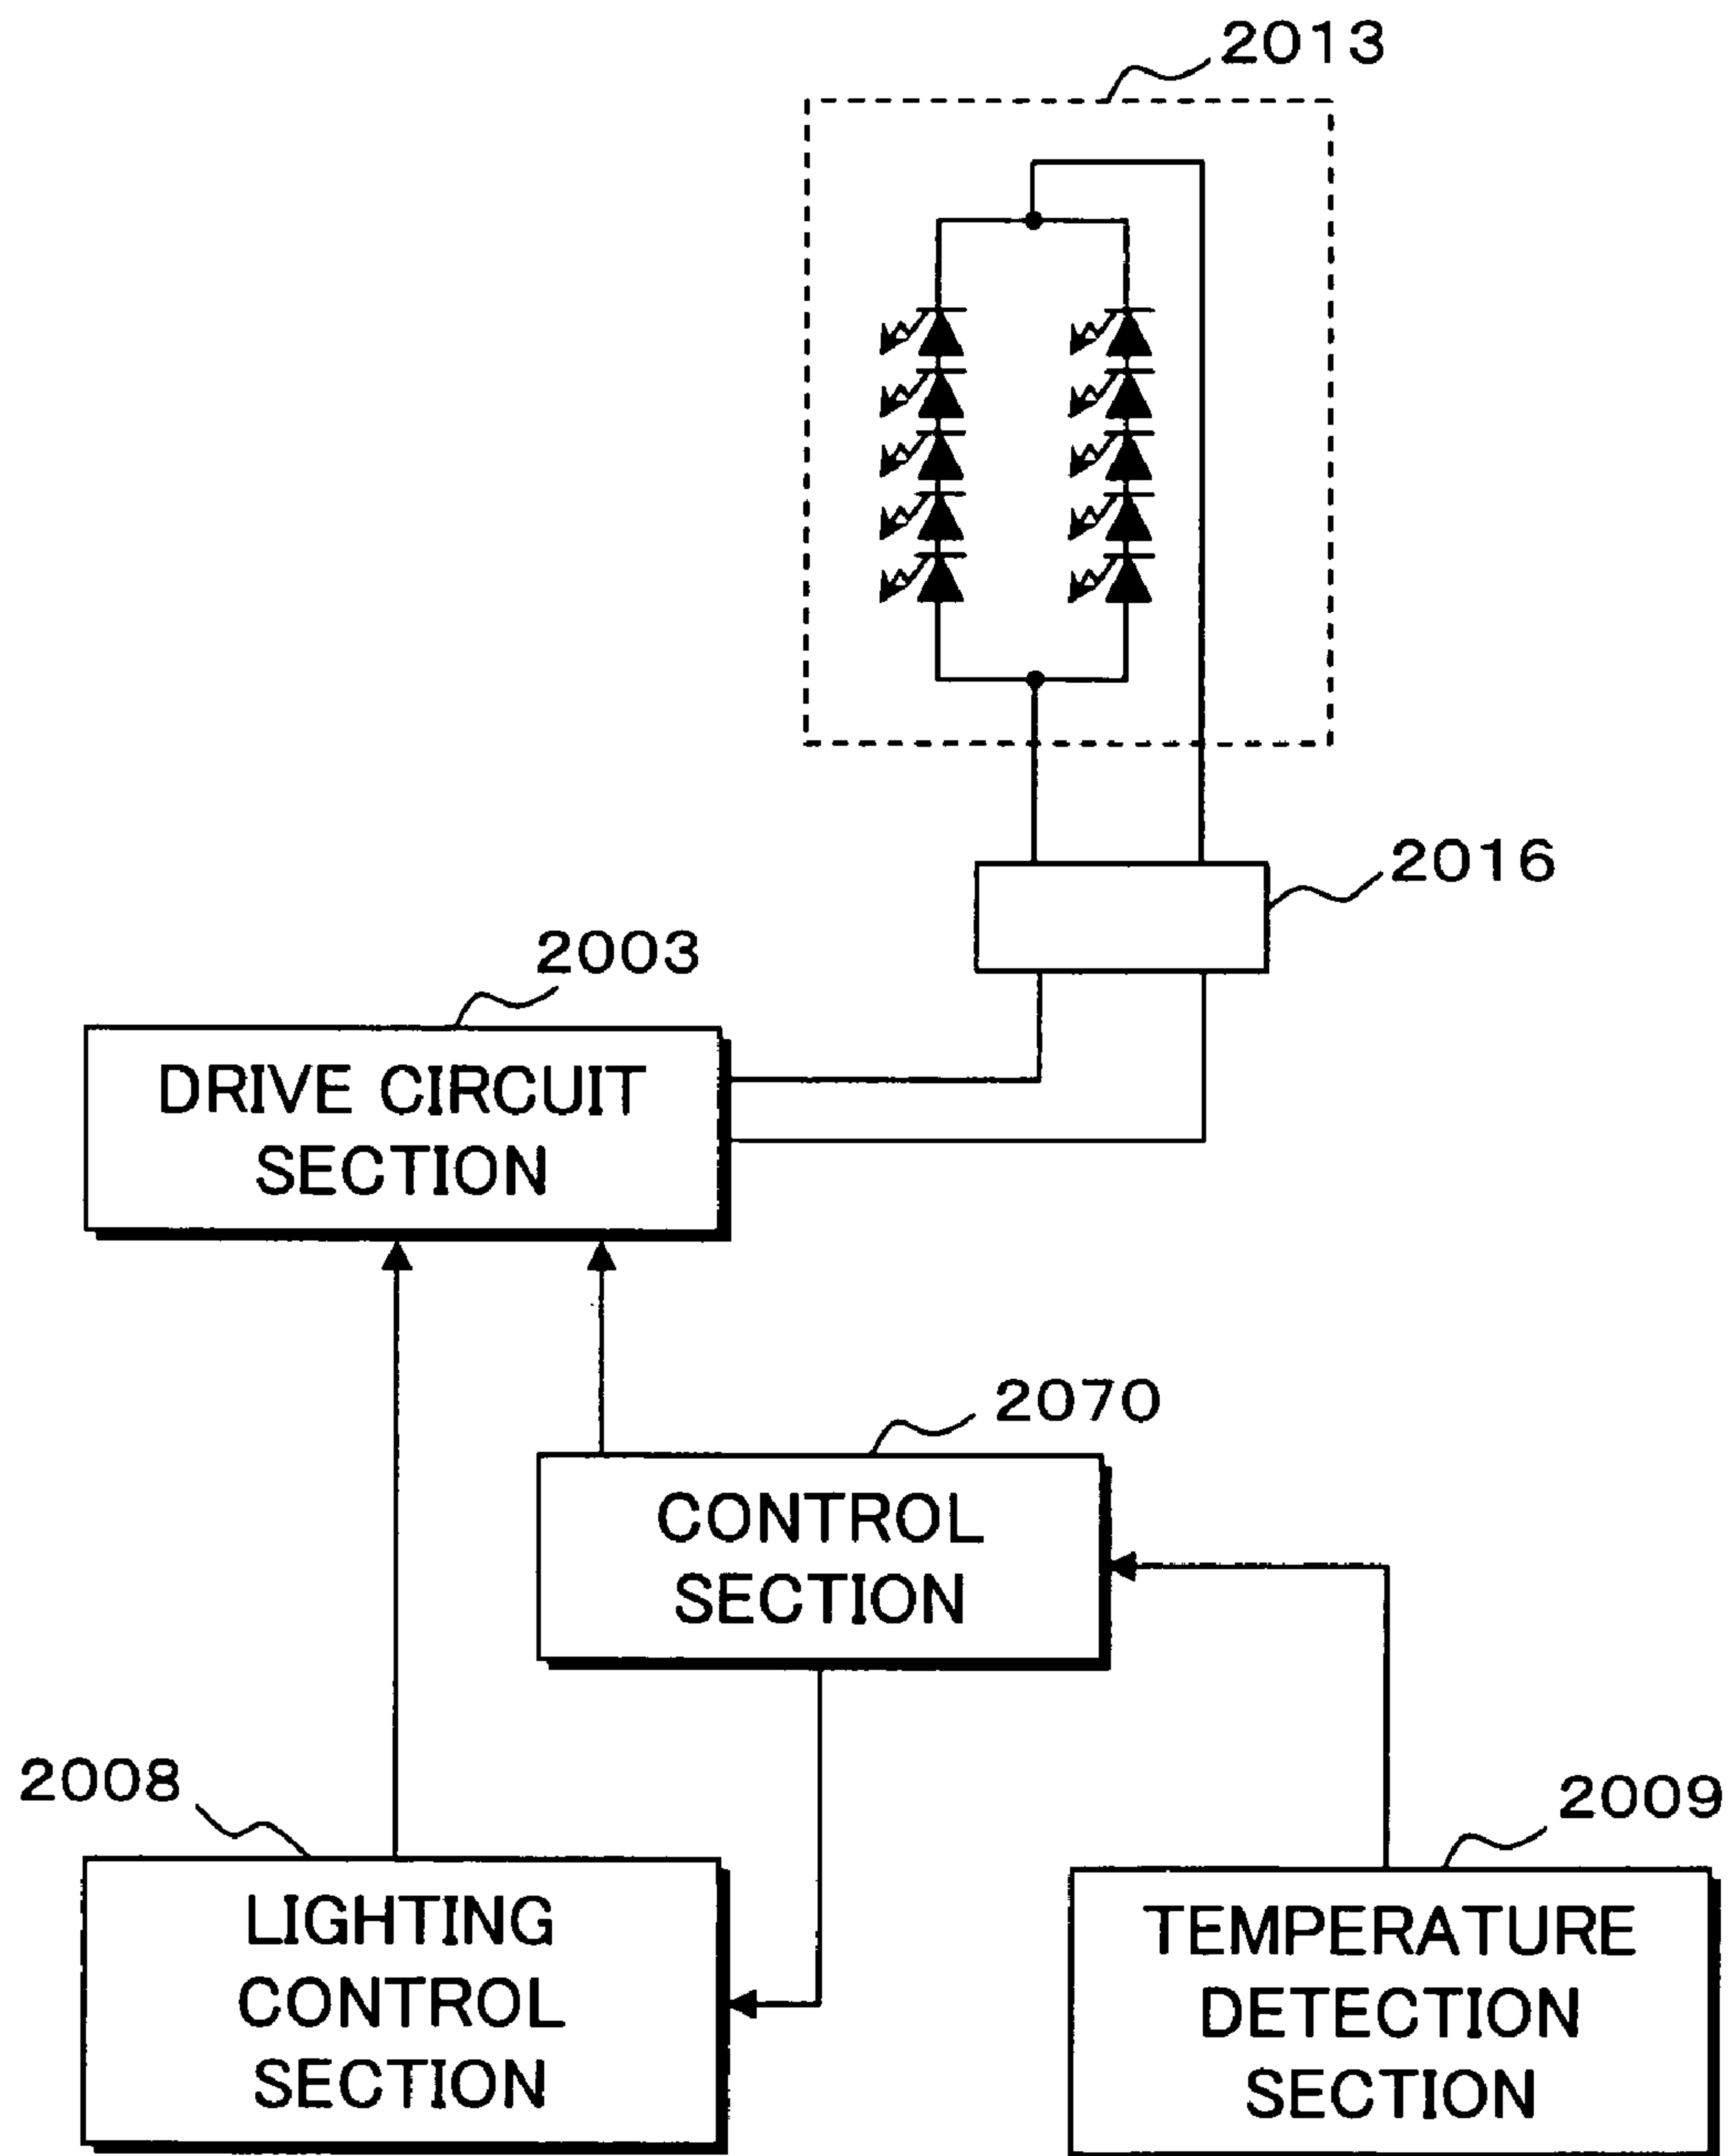 2013
2016
2003
DRIVE CIRCUIT
SECTION
2070
CONTROL
SECTION
2008
LIGHTING
CONTROL
SECTION
2009
TEMPERATURE
DETECTION
SECTION